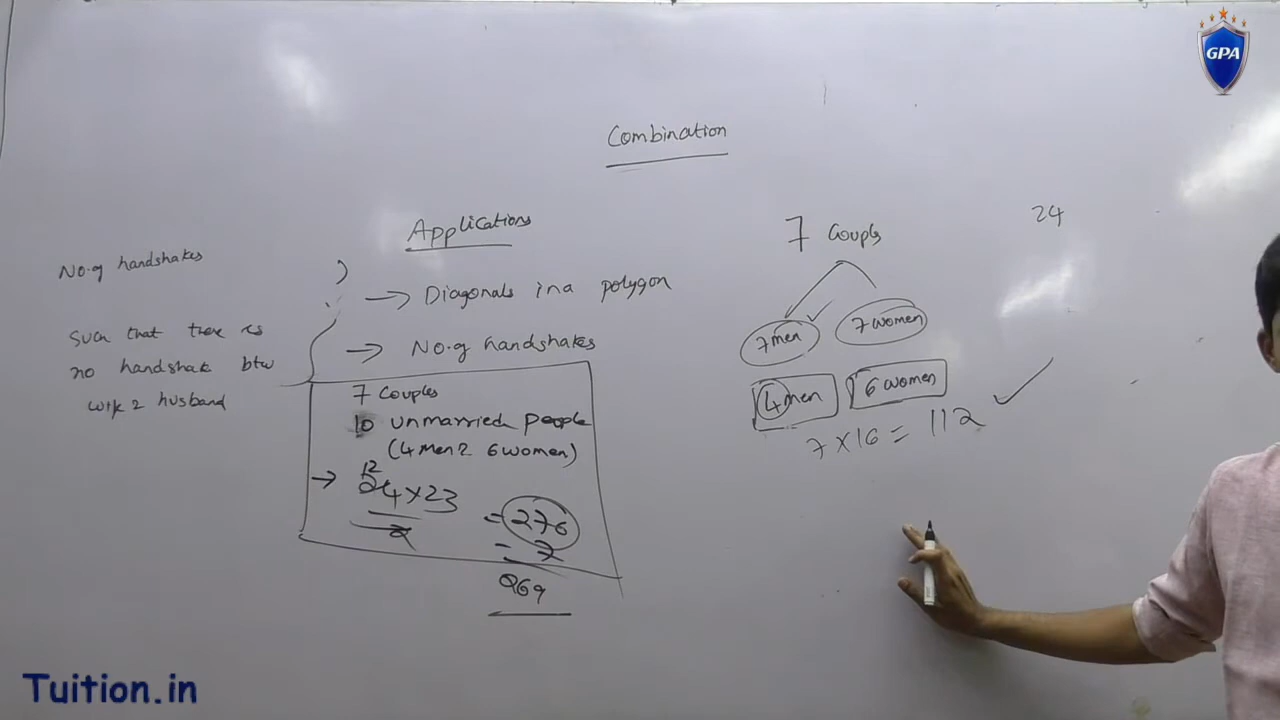 GPA
Combination
Applications
→ Diagonals in a polygon
→ No. of handshakes
No. of handshakes
Such that there is
no handshak btw
wife & husband
7 Couples
10 unmarried people
(4 Men & 6 women)
→ 24 x 23
12
2
= 276
- 7
269
7 Couples
24
7 men
7 women
4 men
6 women
7 x 16 = 112
Tuition.in